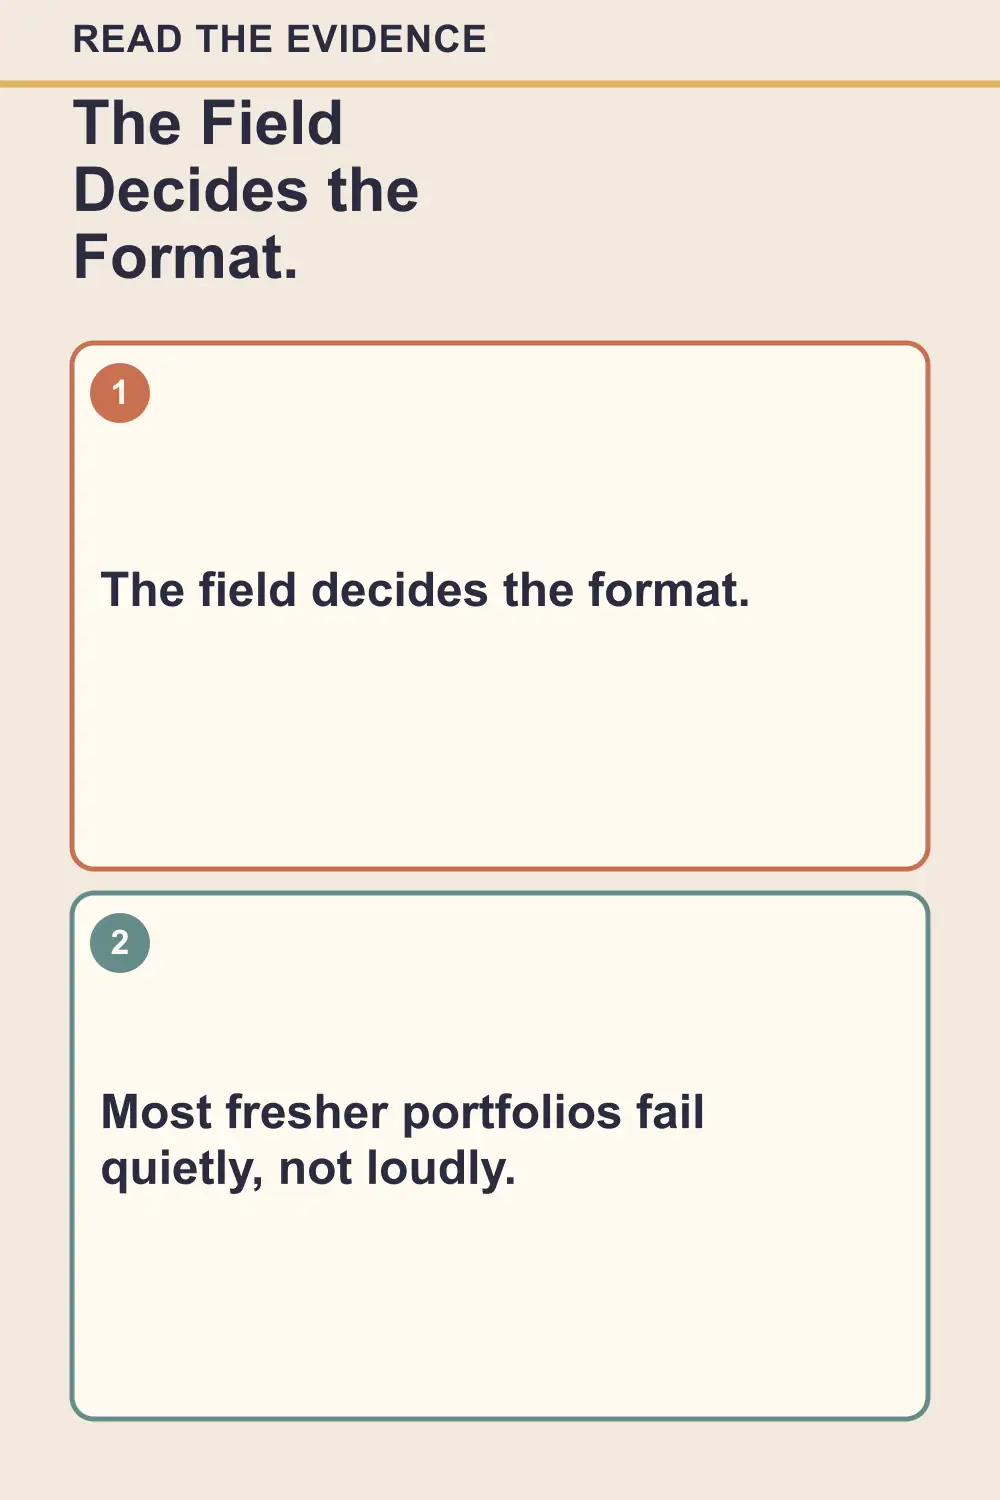 READ THE EVIDENCE
The Field
Decides the
Format.
1
The field decides the format.
2
Most fresher portfolios fail
quietly, not loudly.